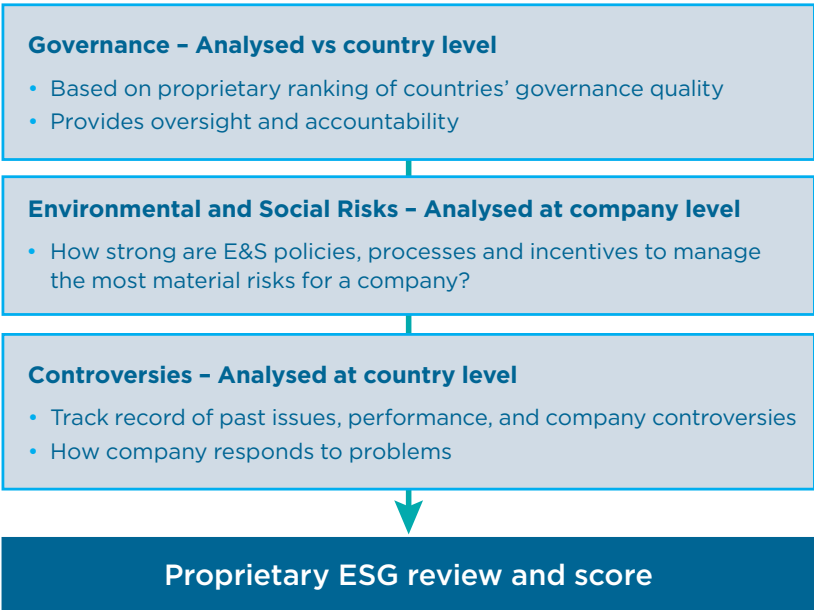 Governance – Analysed vs country level
• Based on proprietary ranking of countries’ governance quality
• Provides oversight and accountability
Environmental and Social Risks – Analysed at company level
• How strong are E&S policies, processes and incentives to manage
the most material risks for a company?
Controversies – Analysed at country level
• Track record of past issues, performance, and company controversies
• How company responds to problems
Proprietary ESG review and score